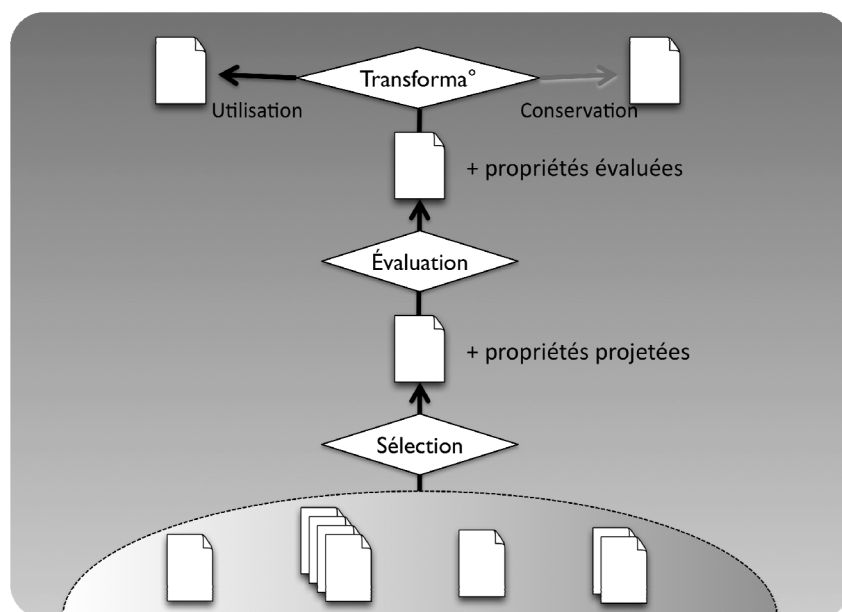 Transforma°
Utilisation
Conservation
+ propriétés évaluées
Évaluation
+ propriétés projetées
Sélection